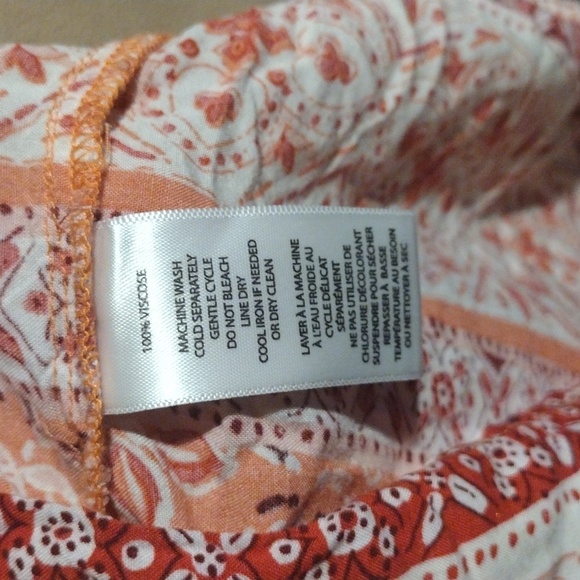 100% VISCOSE
MACHINE WASH
COLD SEPARATELY
GENTLE CYCLE
DO NOT BLEACH
LINE DRY
COOL IRON IF NEEDED
OR DRY CLEAN
LAVER À LA MACHINE
À L'EAU FROIDE AU
CYCLE DÉLICAT
SÉPARÉMENT
NE PAS UTILISER DE
CHLORURE DÉCOLORANT
SUSPENDRE POUR SÉCHER
REPASSER À BASSE
TEMPÉRATURE AU BESOIN
OU NETTOYER À SEC